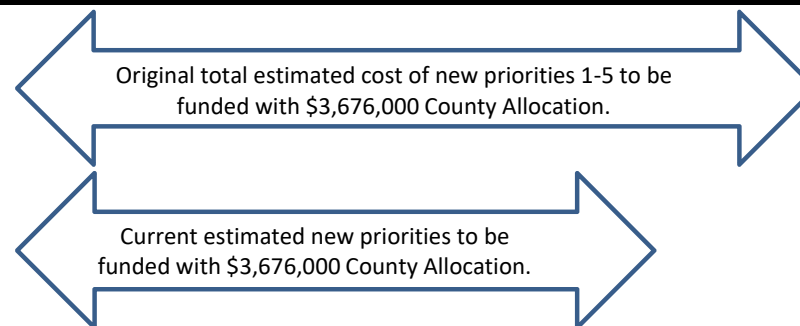 Original total estimated cost of new priorities 1-5 to be
funded with $3,676,000 County Allocation.
Current estimated new priorities to be
funded with $3,676,000 County Allocation.